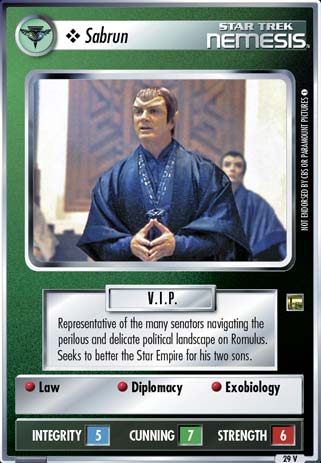 ❖ Sabrun
STAR TREK
NEMESIS™
NOT ENDORSED BY CBS OR PARAMOUNT PICTURES
V.I.P.
Representative of the many senators navigating the
perilous and delicate political landscape on Romulus.
Seeks to better the Star Empire for his two sons.
Law Diplomacy Exobiology
INTEGRITY 5 CUNNING 7 STRENGTH 6
29 V